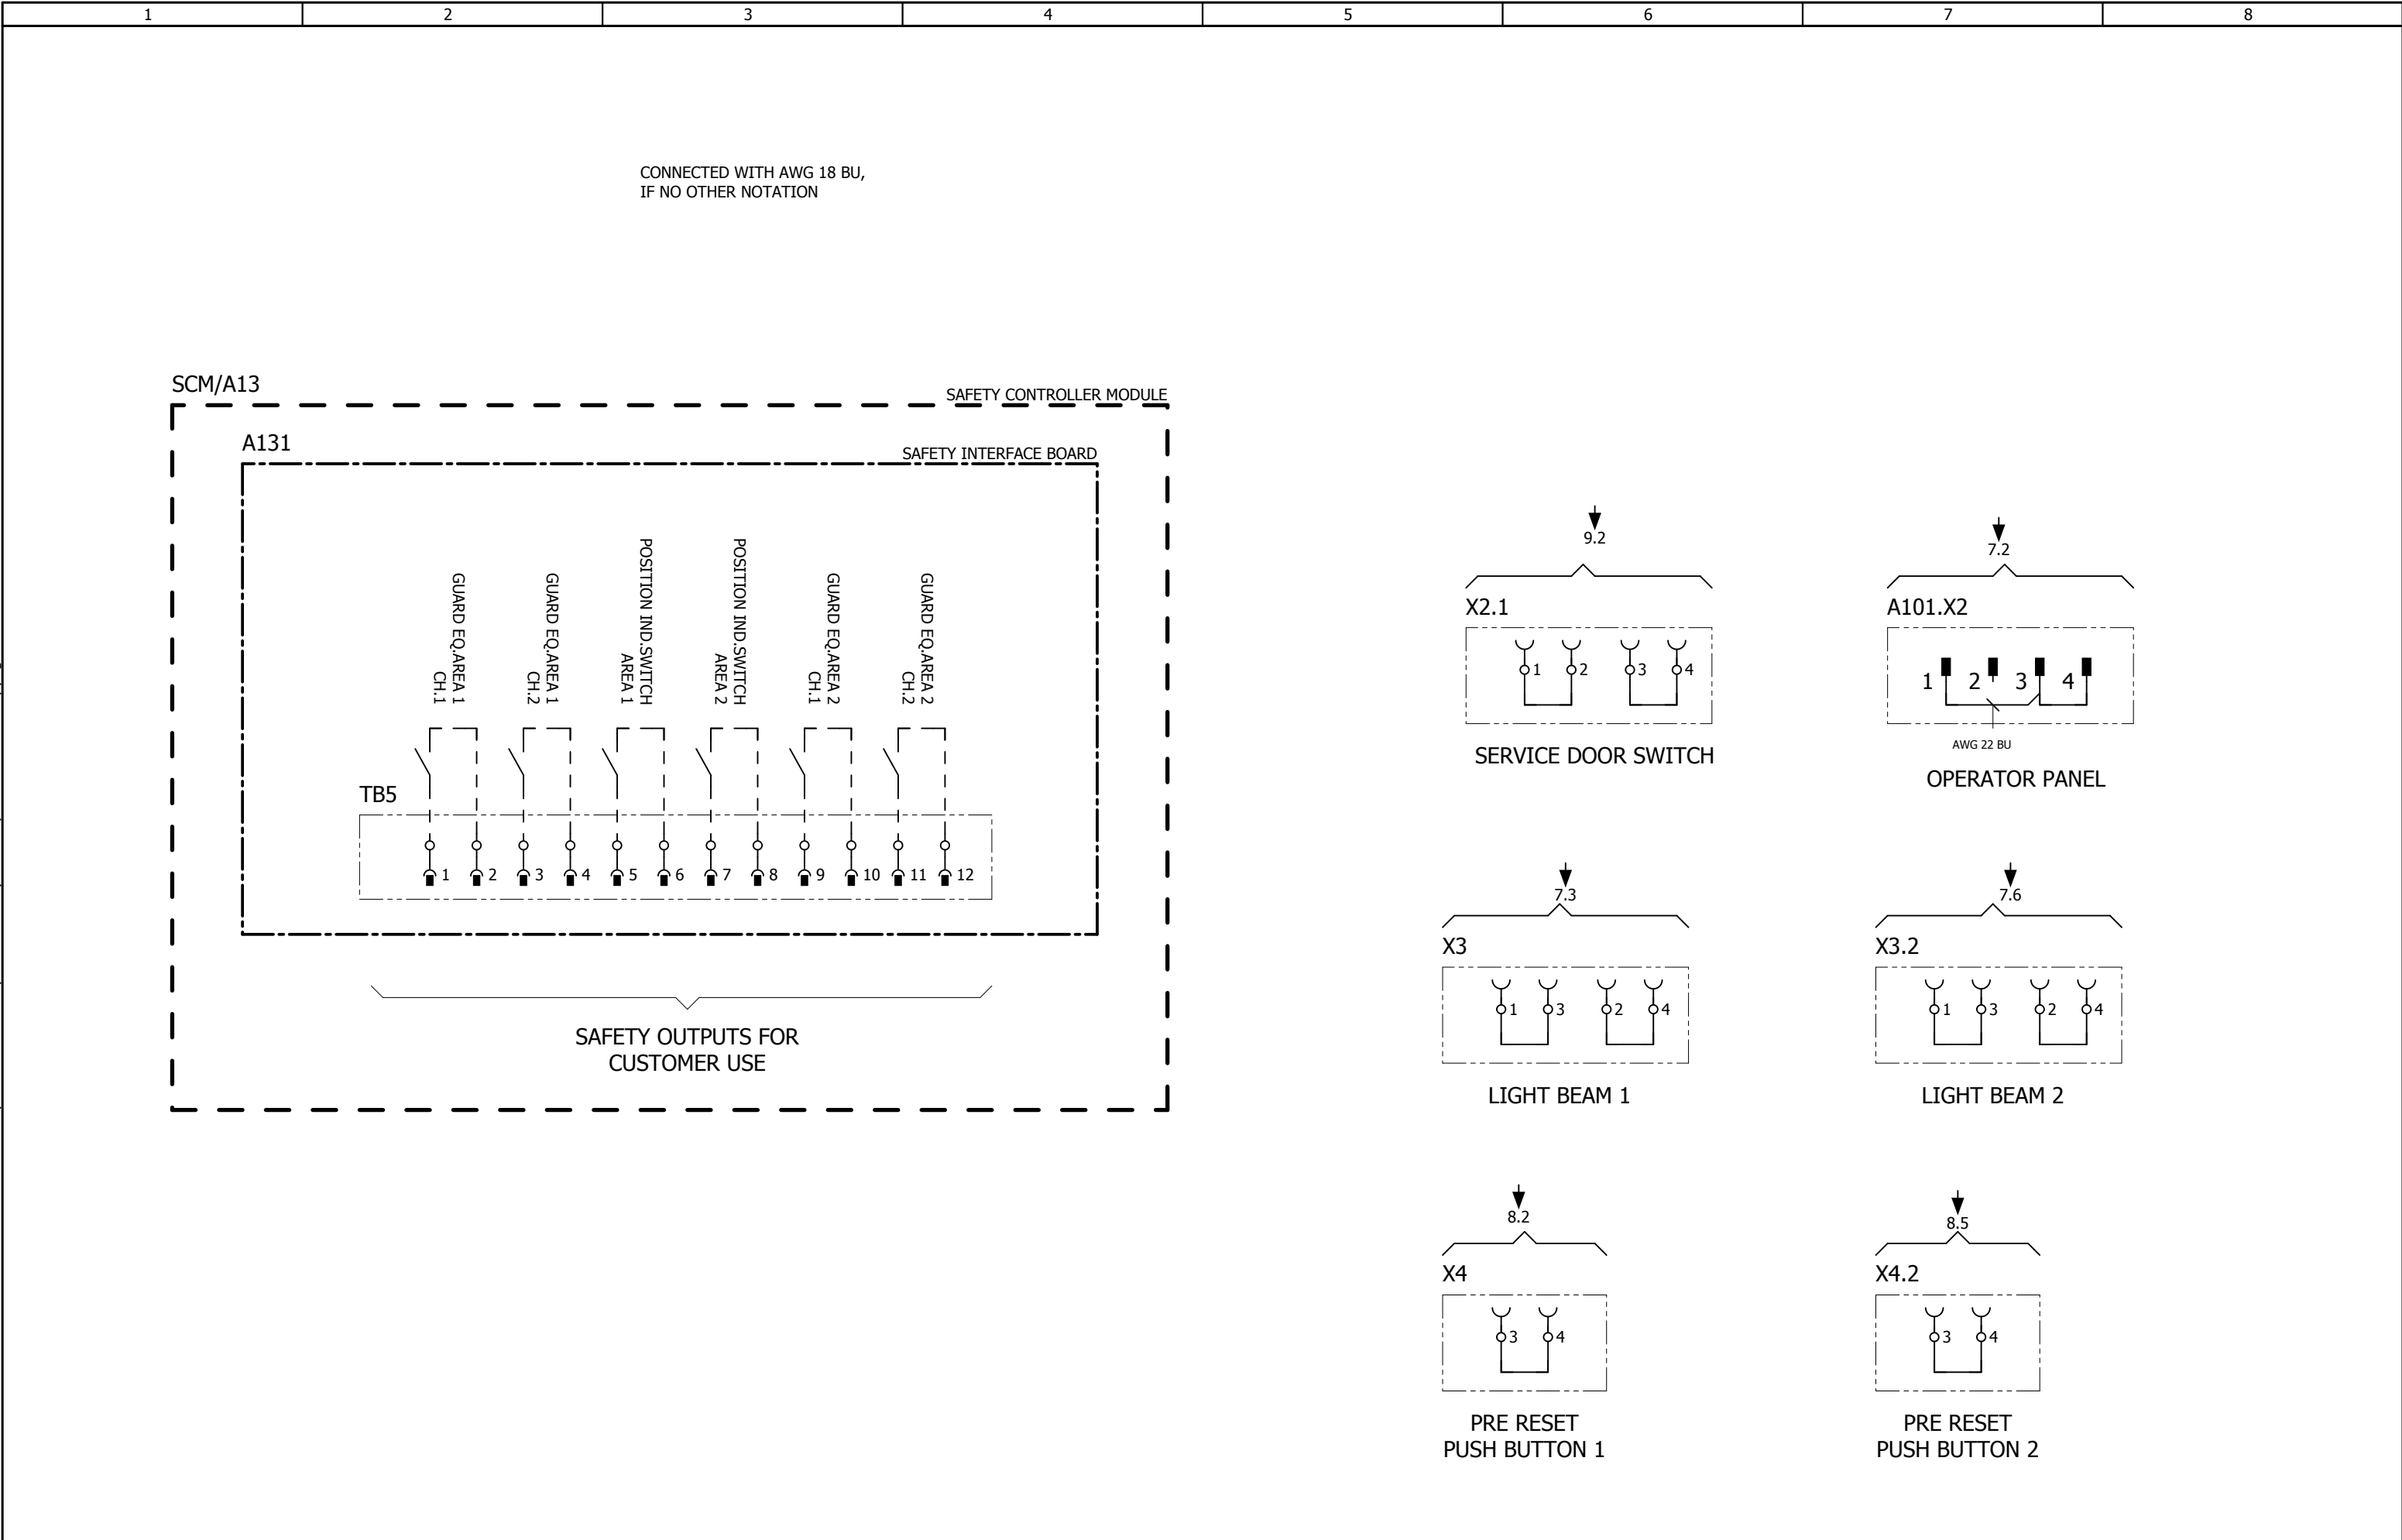 1 2 3 4 5 6 7 8
CONNECTED WITH AWG 18 BU,
IF NO OTHER NOTATION
SCM/A13
SAFETY CONTROLLER MODULE
A131
SAFETY INTERFACE BOARD
GUARD EQ.AREA 1
CH.1
GUARD EQ.AREA 1
CH.2
POSITION IND.SWITCH
AREA 1
POSITION IND.SWITCH
AREA 2
GUARD EQ.AREA 2
CH.1
GUARD EQ.AREA 2
CH.2
TB5
1 2 3 4 5 6 7 8 9 10 11 12
SAFETY OUTPUTS FOR
CUSTOMER USE
9.2
X2.1
1 2 3 4
SERVICE DOOR SWITCH
7.2
A101.X2
1 2 3 4
AWG 22 BU
OPERATOR PANEL
7.3
X3
1 3 2 4
LIGHT BEAM 1
7.6
X3.2
1 3 2 4
LIGHT BEAM 2
8.2
X4
3 4
PRE RESET
PUSH BUTTON 1
8.5
X4.2
3 4
PRE RESET
PUSH BUTTON 2